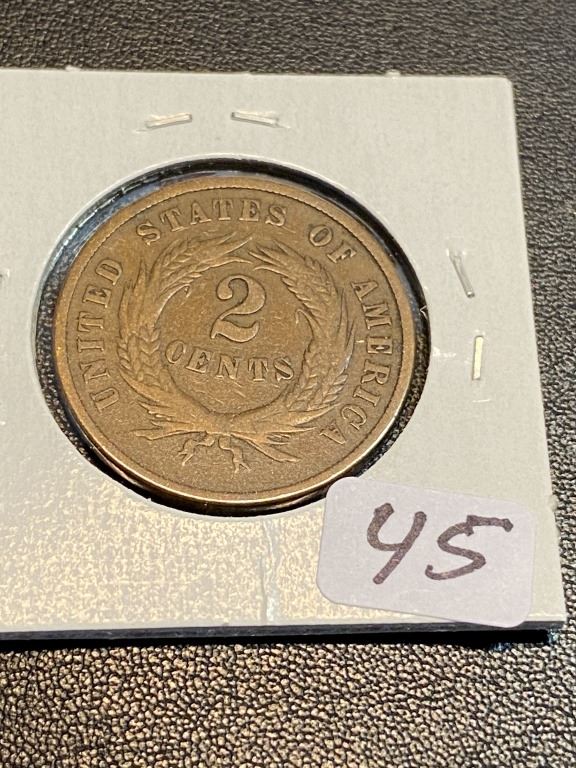 UNITED STATES OF AMERICA
2
CENTS
45